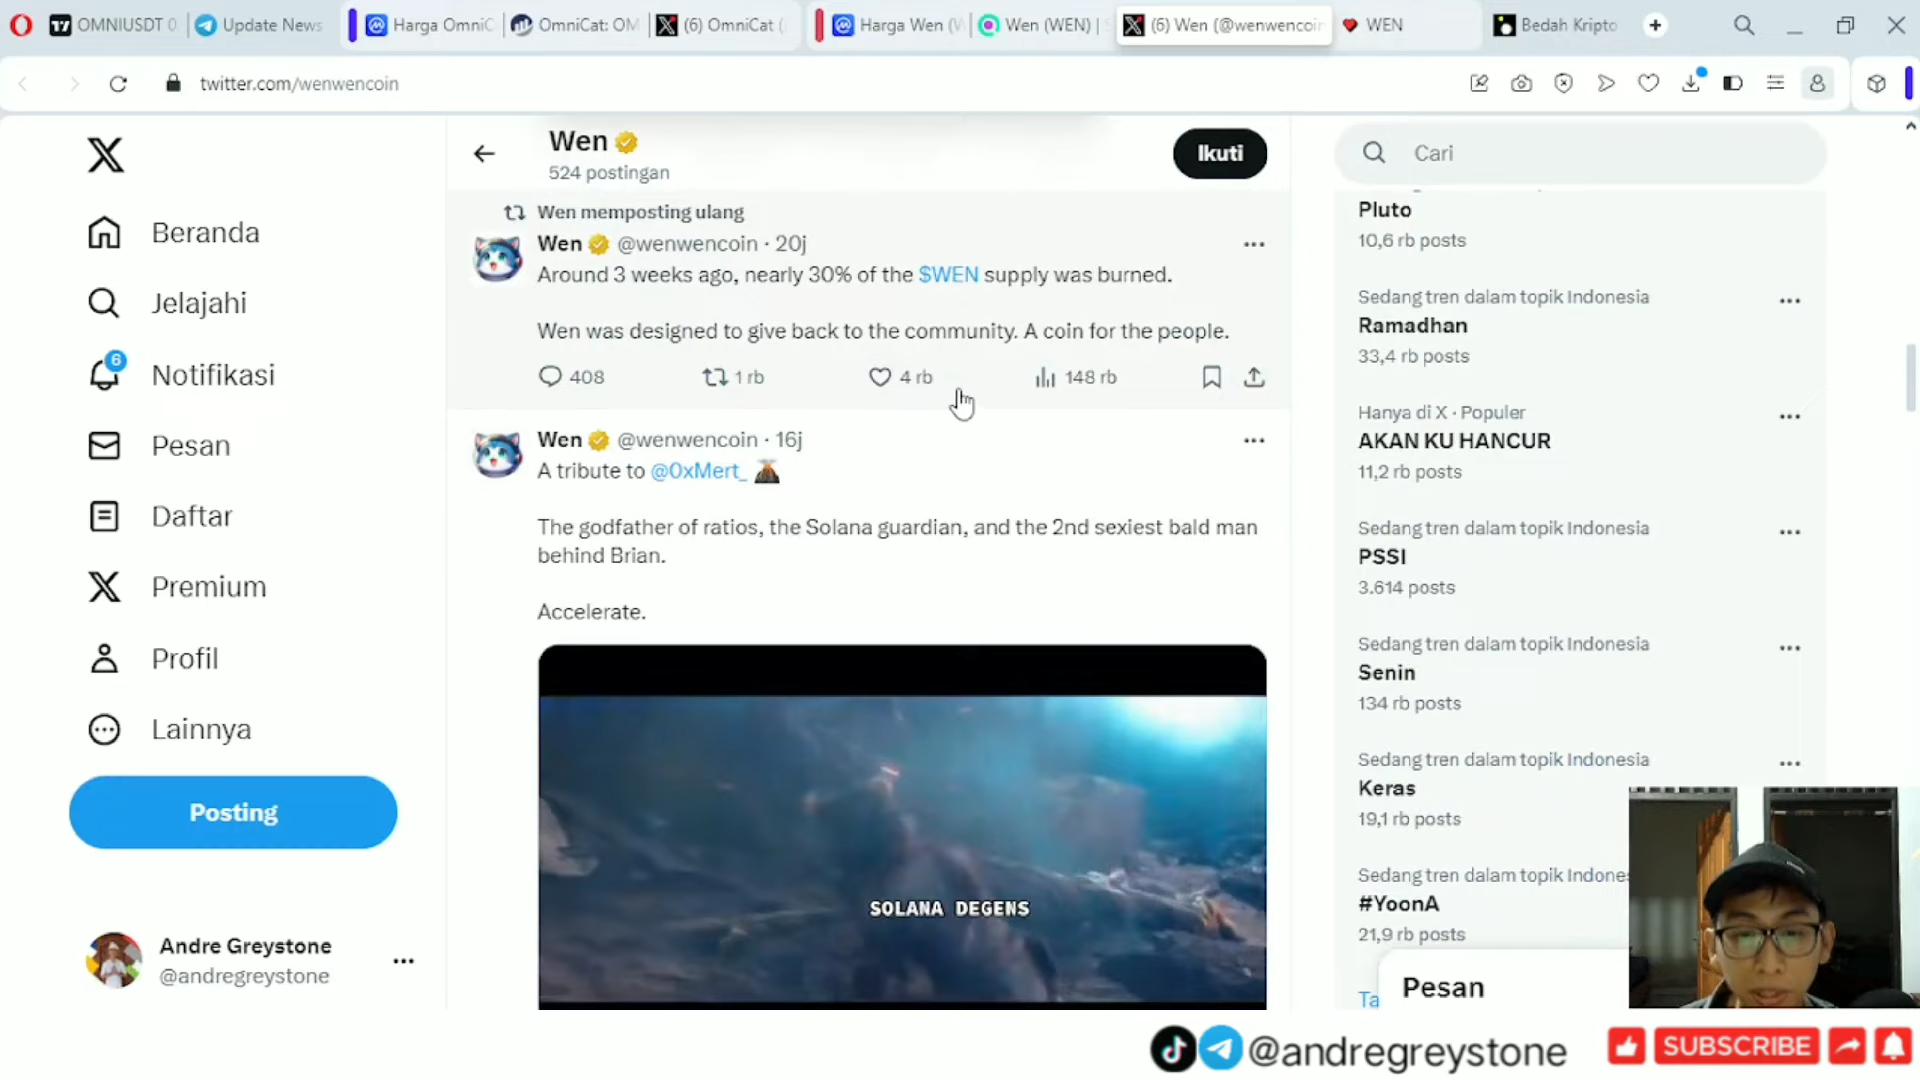 OMNIUSDT 0
Update News
Harga OmniC
OmniCat: OM
(6) OmniCat (
Harga Wen (W
Wen (WEN) |
(6) Wen (@wenwencoin
WEN
Bedah Kripto
twitter.com/wenwencoin
Beranda
Jelajahi
6
Notifikasi
Pesan
Daftar
Premium
Profil
Lainnya
Posting
Andre Greystone
@andregreystone
Wen
524 postingan
Ikuti
Wen memposting ulang
Wen @wenwencoin · 20j
Around 3 weeks ago, nearly 30% of the $WEN supply was burned.
Wen was designed to give back to the community. A coin for the people.
408 1 rb 4 rb 148 rb
Wen @wenwencoin · 16j
A tribute to @0xMert_
The godfather of ratios, the Solana guardian, and the 2nd sexiest bald man
behind Brian.
Accelerate.
SOLANA DEGENS
Cari
Pluto
10,6 rb posts
Sedang tren dalam topik Indonesia
Ramadhan
33,4 rb posts
Hanya di X · Populer
AKAN KU HANCUR
11,2 rb posts
Sedang tren dalam topik Indonesia
PSSI
3.614 posts
Sedang tren dalam topik Indonesia
Senin
134 rb posts
Sedang tren dalam topik Indonesia
Keras
19,1 rb posts
Sedang tren dalam topik Indones
#YoonA
21,9 rb posts
Ta
Pesan
@andregreystone
SUBSCRIBE